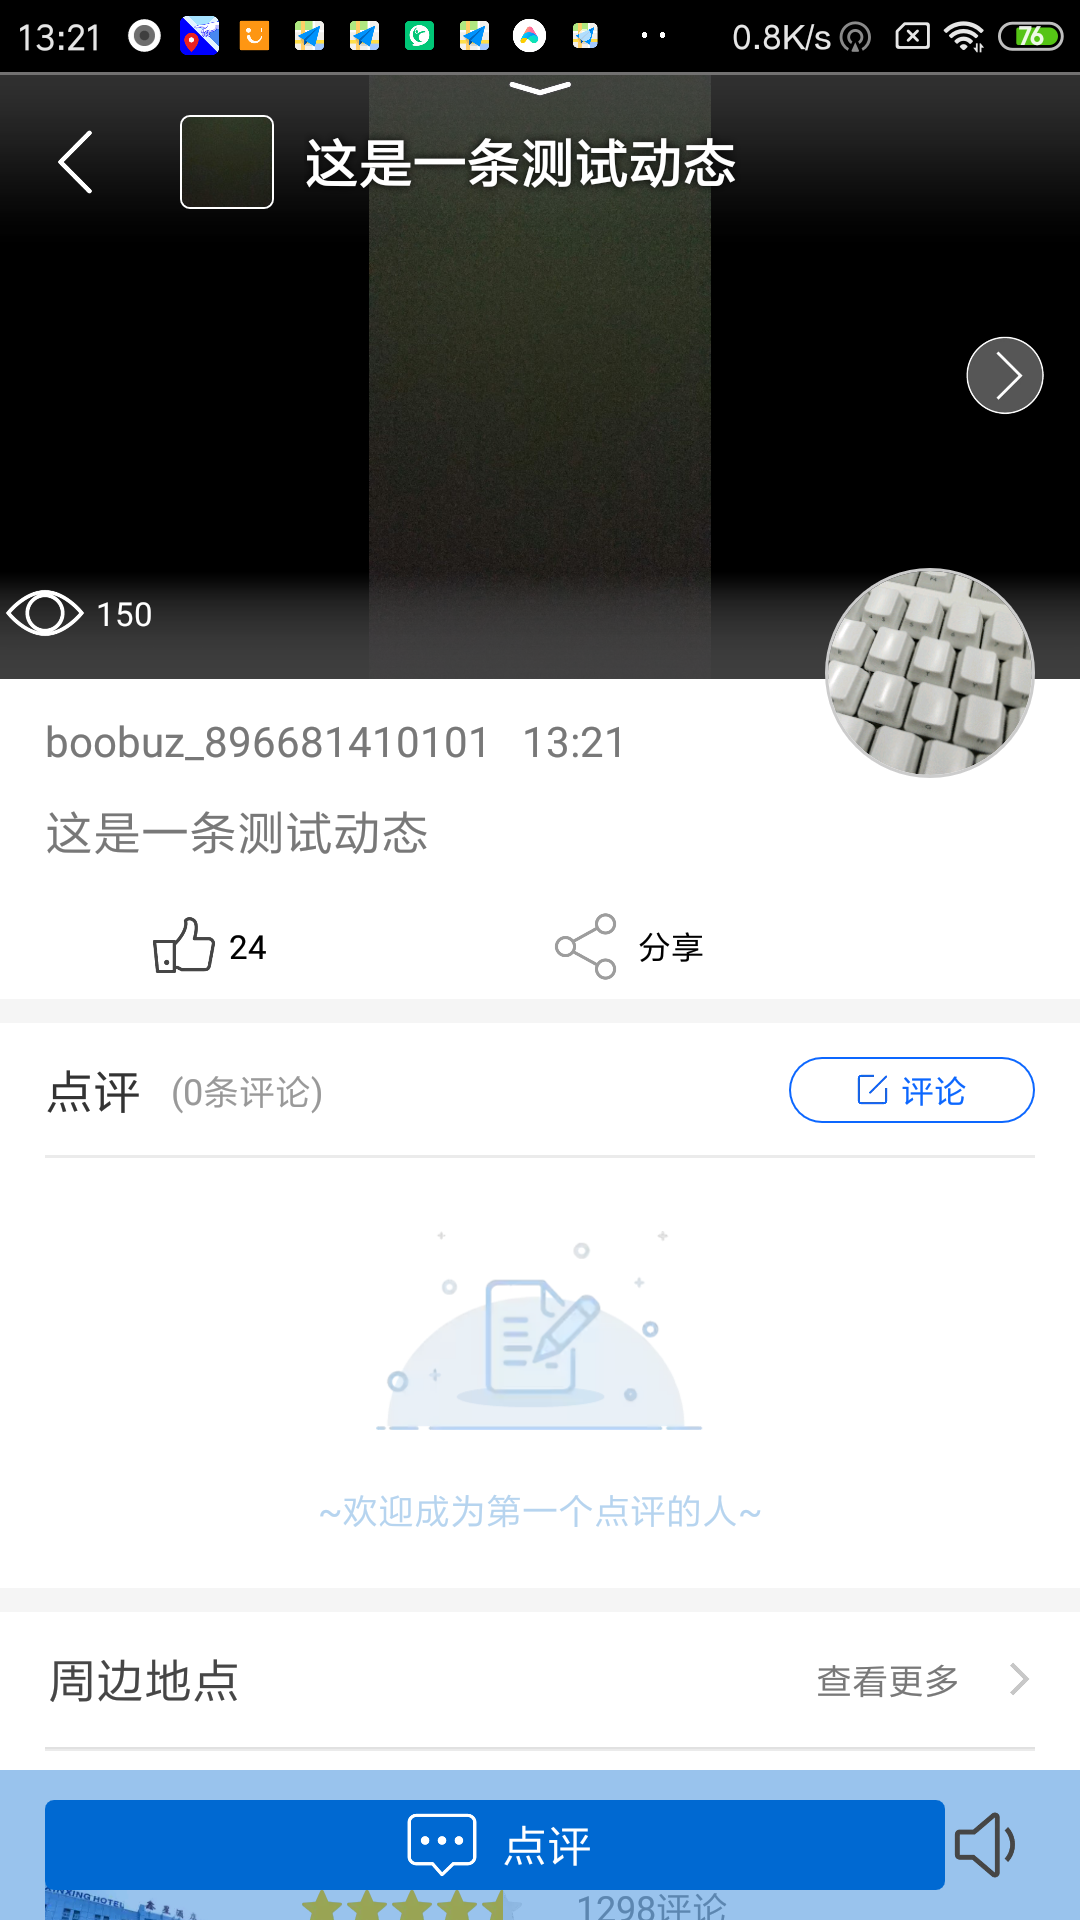 13:21 0.8K/s 76
这是一条测试动态
150
boobuz_896681410101 13:21
这是一条测试动态
24 分享
点评 (0条评论) 评论
~欢迎成为第一个点评的人~
周边地点 查看更多
点评
HOTEL 1298评论